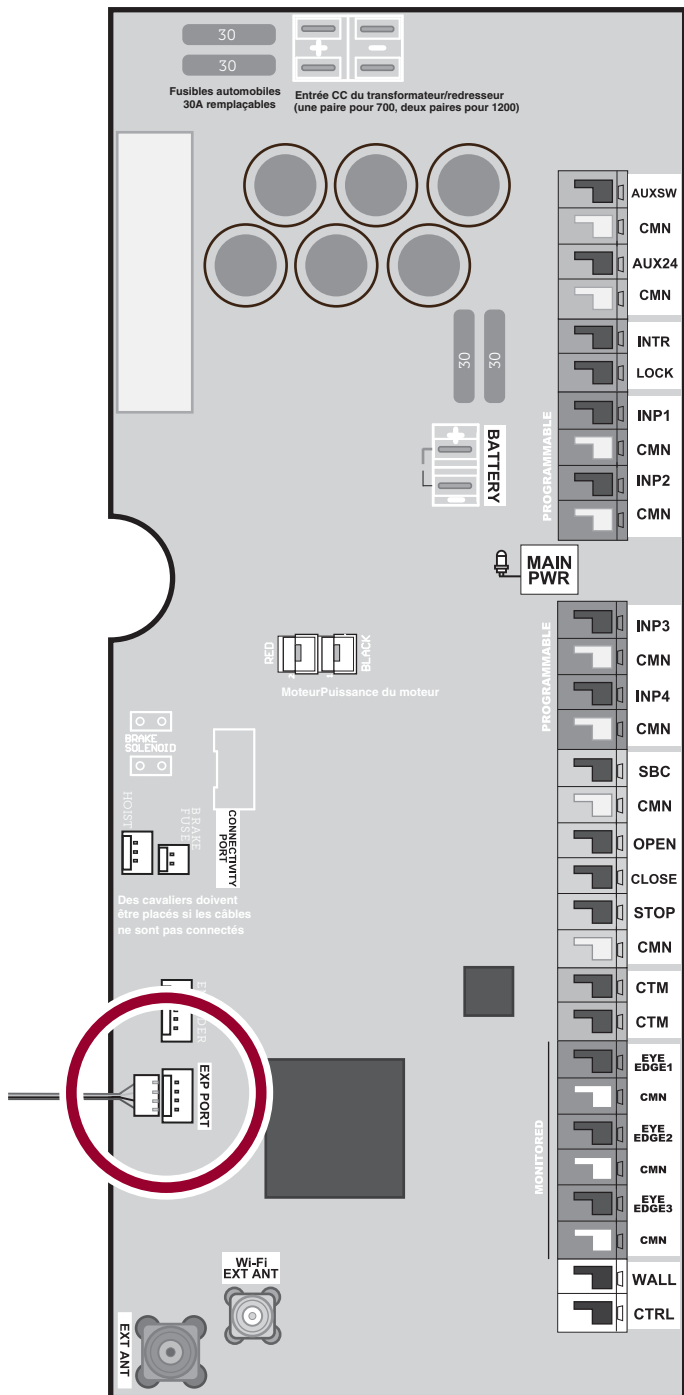 30
30
Fusibles automobiles
30A remplaçables
Entrée CC du transformateur/redresseur
(une paire pour 700, deux paires pour 1200)
+
-
AUXSW
CMN
AUX24
CMN
INTR
LOCK
INP1
CMN
INP2
CMN
PROGRAMMABLE
30
30
+
-
BATTERY
MAIN
PWR
INP3
CMN
INP4
CMN
PROGRAMMABLE
RED
BLACK
MoteurPuissance du moteur
BRAKE
SOLENOID
HOIST
BRAKE
FUSE
CONNECTIVITY
PORT
Des cavaliers doivent
être placés si les câbles
ne sont pas connectés
SBC
CMN
OPEN
CLOSE
STOP
CMN
CTM
CTM
EYE
EDGE1
CMN
EYE
EDGE2
CMN
EYE
EDGE3
CMN
MONITORED
WALL
CTRL
EXP PORT
Wi-Fi
EXT ANT
EXT ANT